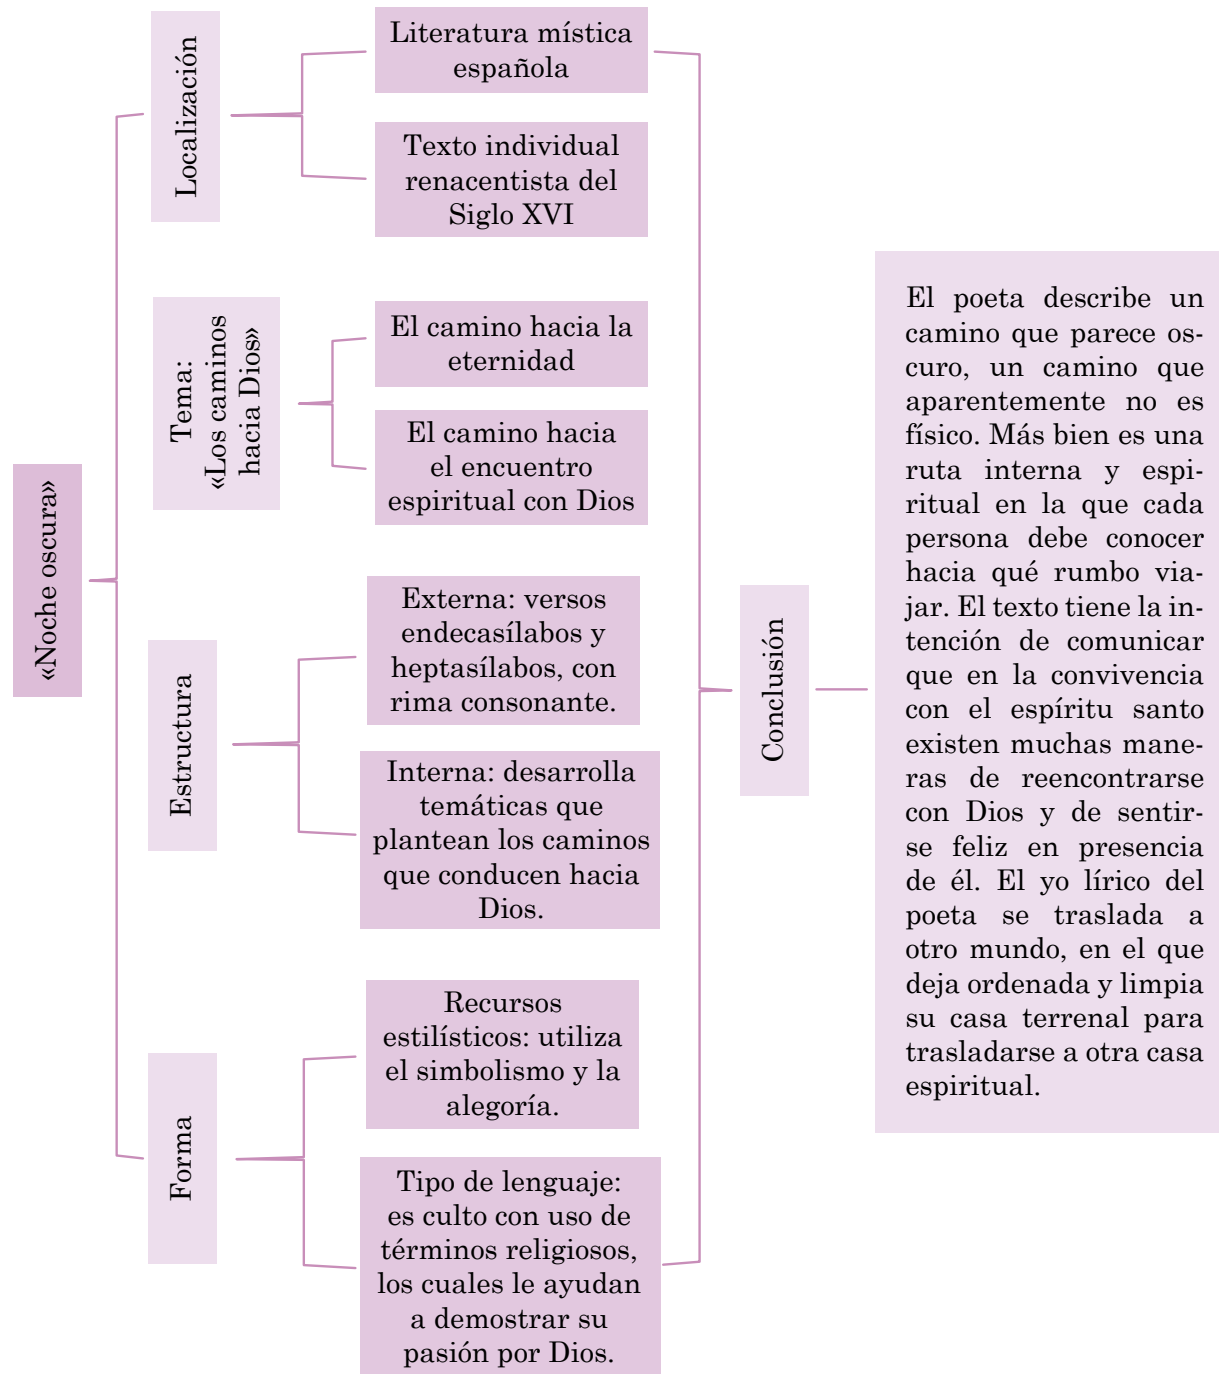 «Noche oscura»
Localización
Literatura mística
española
Texto individual
renacentista del
Siglo XVI
Tema:
«Los caminos
hacia Dios»
El camino hacia la
eternidad
El camino hacia
el encuentro
espiritual con Dios
Estructura
Externa: versos
endecasílabos y
heptasílabos, con
rima consonante.
Interna: desarrolla
temáticas que
plantean los caminos
que conducen hacia
Dios.
Forma
Recursos
estilísticos: utiliza
el simbolismo y la
alegoría.
Tipo de lenguaje:
es culto con uso de
términos religiosos,
los cuales le ayudan
a demostrar su
pasión por Dios.
Conclusión
El poeta describe un
camino que parece os-
curo, un camino que
aparentemente no es
físico. Más bien es una
ruta interna y espi-
ritual en la que cada
persona debe conocer
hacia qué rumbo via-
jar. El texto tiene la in-
tención de comunicar
que en la convivencia
con el espíritu santo
existen muchas mane-
ras de reencontrarse
con Dios y de sentir-
se feliz en presencia
de él. El yo lírico del
poeta se traslada a
otro mundo, en el que
deja ordenada y limpia
su casa terrenal para
trasladarse a otra casa
espiritual.